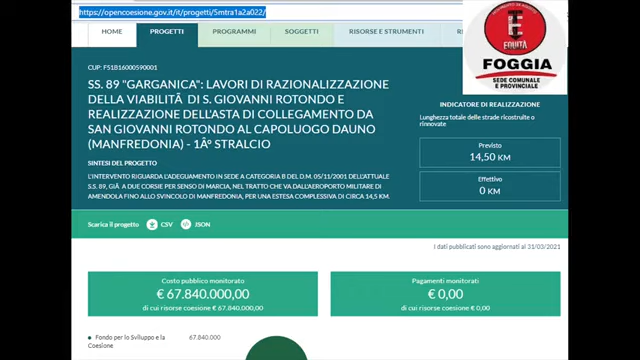 https://opencoesione.gov.it/it/progetti/5mtra1a2a022/
HOME PROGETTI PROGRAMMI SOGGETTI RISORSE E STRUMENTI
EQUITÀ
FOGGIA
SEDE COMUNALE
E PROVINCIALE
CUP: F51B16000590001
SS. 89 "GARGANICA": LAVORI DI RAZIONALIZZAZIONE
DELLA VIABILITÃ DI S. GIOVANNI ROTONDO E
REALIZZAZIONE DELL'ASTA DI COLLEGAMENTO DA
SAN GIOVANNI ROTONDO AL CAPOLUOGO DAUNO
(MANFREDONIA) - 1Â° STRALCIO
SINTESI DEL PROGETTO
L'INTERVENTO RIGUARDA L'ADEGUAMENTO IN SEDE A CATEGORIA B DEL D.M. 05/11/2001 DELL'ATTUALE
S.S. 89, GIÃ A DUE CORSIE PER SENSO DI MARCIA, NEL TRATTO CHE VA DALL'AEROPORTO MILITARE DI
AMENDOLA FINO ALLO SVINCOLO DI MANFREDONIA, PER UNA ESTESA COMPLESSIVA DI CIRCA 14,5 KM.
INDICATORE DI REALIZZAZIONE
Lunghezza totale delle strade ricostruite o
rinnovate
Previsto
14,50 KM
Effettivo
0 KM
Scarica il progetto CSV JSON
I dati pubblicati sono aggiornati al 31/03/2021
Costo pubblico monitorato
€ 67.840.000,00
di cui risorse coesione € 67.840.000,00
Pagamenti monitorati
€ 0,00
di cui risorse coesione € 0,00
Fondo per lo Sviluppo e la 67.840.000
Coesione